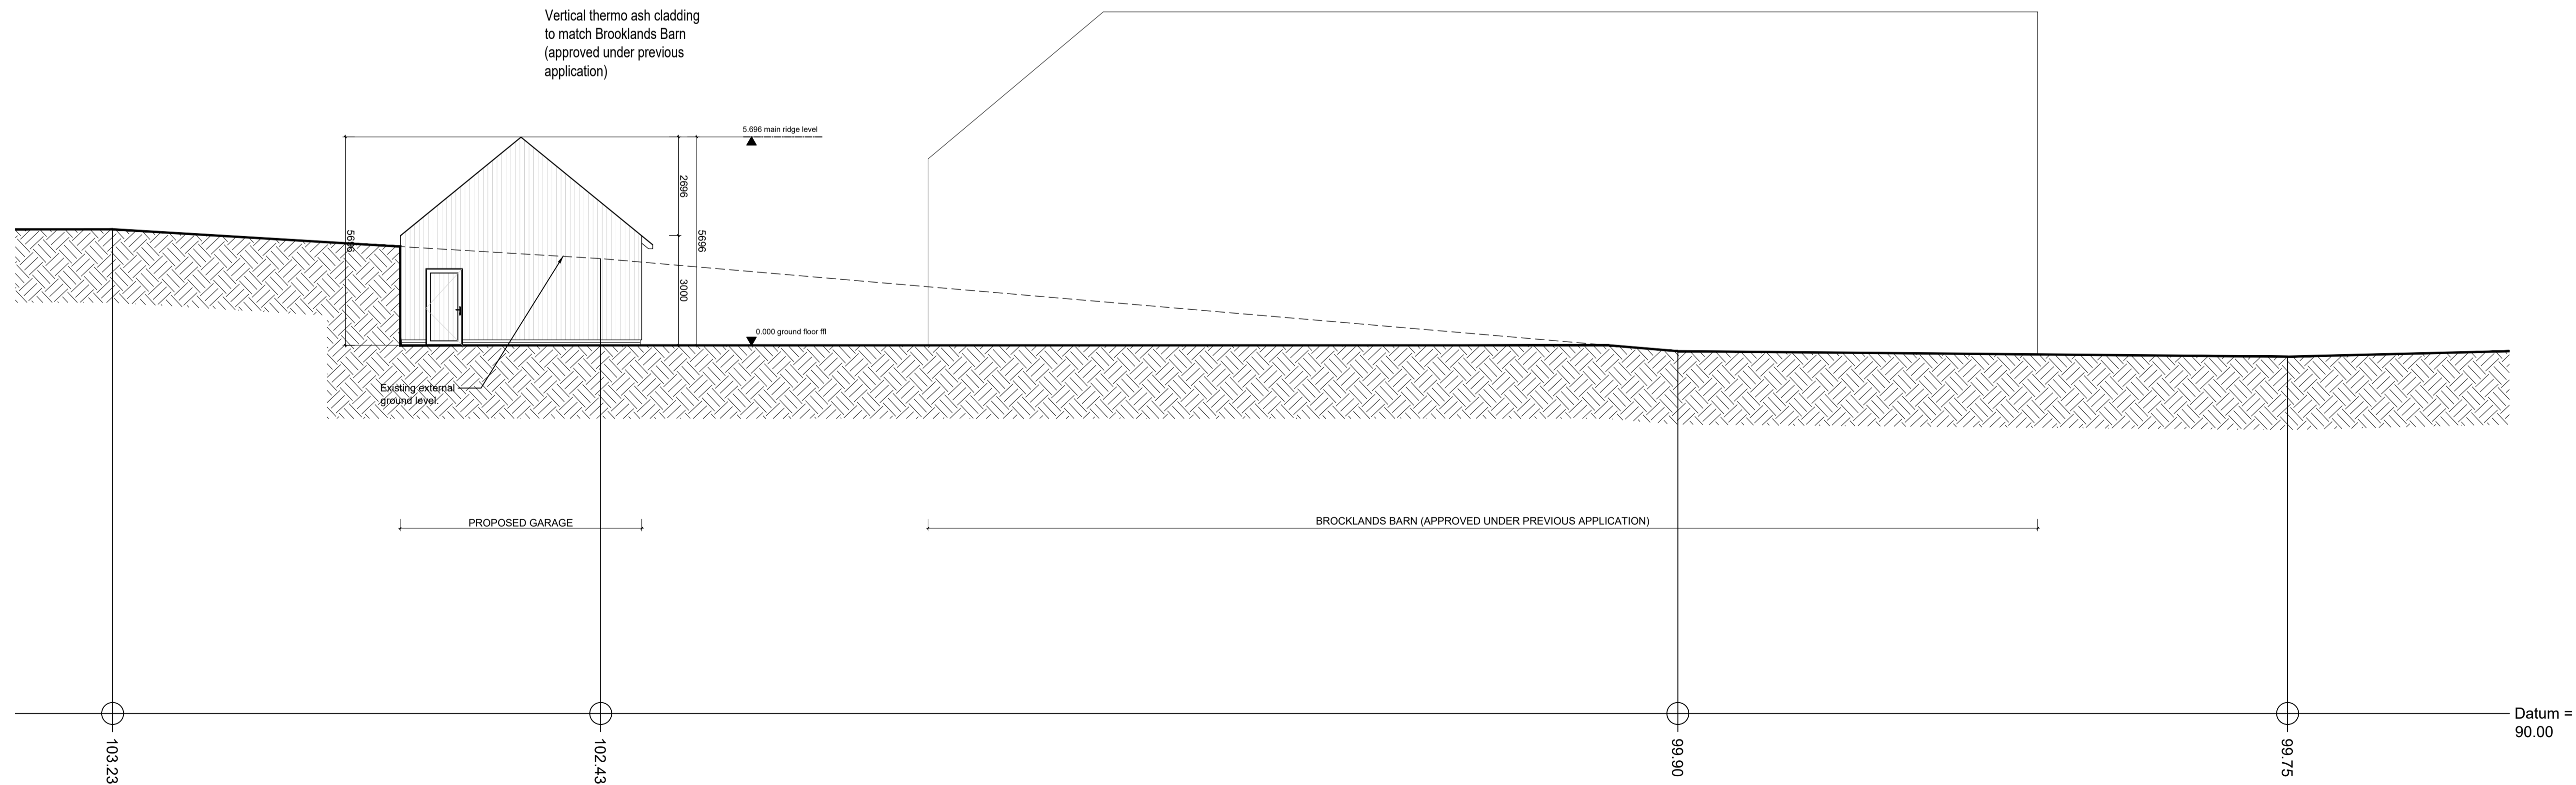 Vertical thermo ash cladding
to match Brooklands Barn
(approved under previous
application)
5.696 main ridge level
2696
5696
5696
3000
0.000 ground floor ffl
Existing external
ground level.
PROPOSED GARAGE
BROCKLANDS BARN (APPROVED UNDER PREVIOUS APPLICATION)
Datum =
90.00
103.23
102.43
99.90
99.75